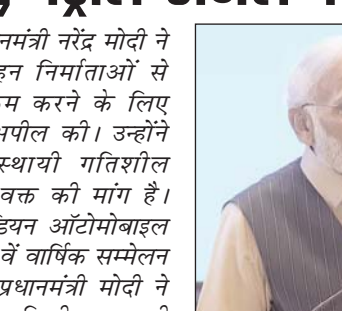 नमंत्री नरेंद्र मोदी ने
हन निर्माताओं से
म करने के लिए
अपील की। उन्होंने
स्थायी गतिशील
वक्त की मांग है।
डियन ऑटोमोबाइल
वें वार्षिक सम्मेलन
प्रधानमंत्री मोदी ने